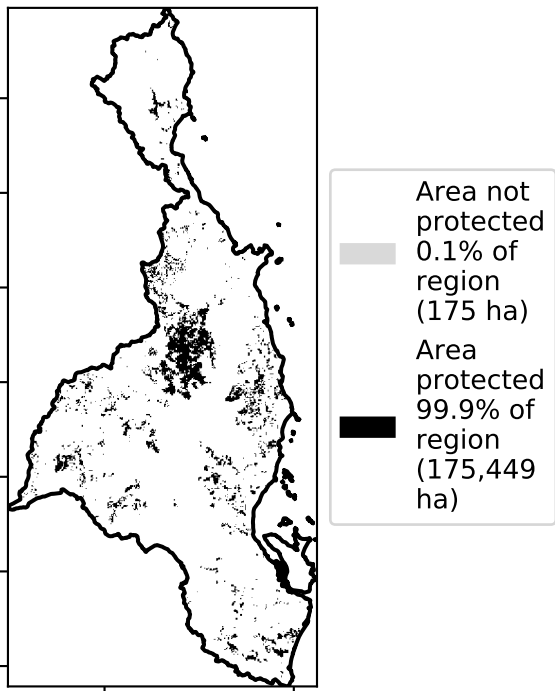 Area not
protected
0.1% of
region
(175 ha)
Area
protected
99.9% of
region
(175,449
ha)